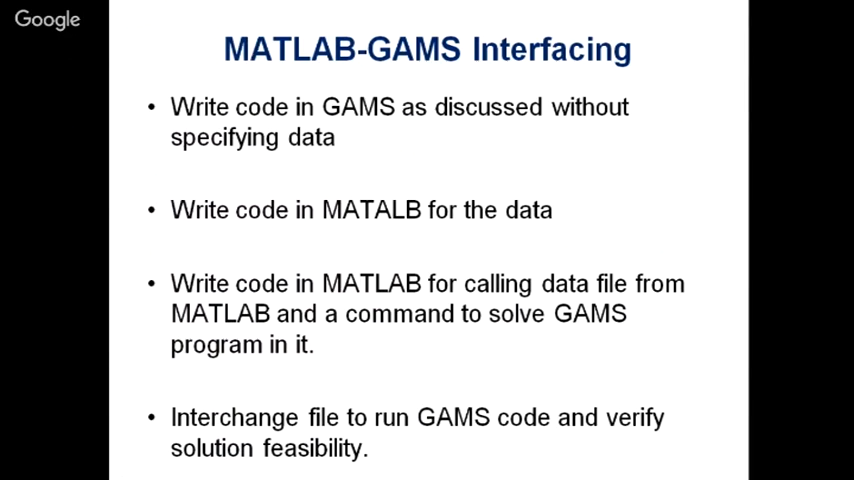 Google
MATLAB-GAMS Interfacing
• Write code in GAMS as discussed without
specifying data
• Write code in MATALB for the data
• Write code in MATLAB for calling data file from
MATLAB and a command to solve GAMS
program in it.
• Interchange file to run GAMS code and verify
solution feasibility.